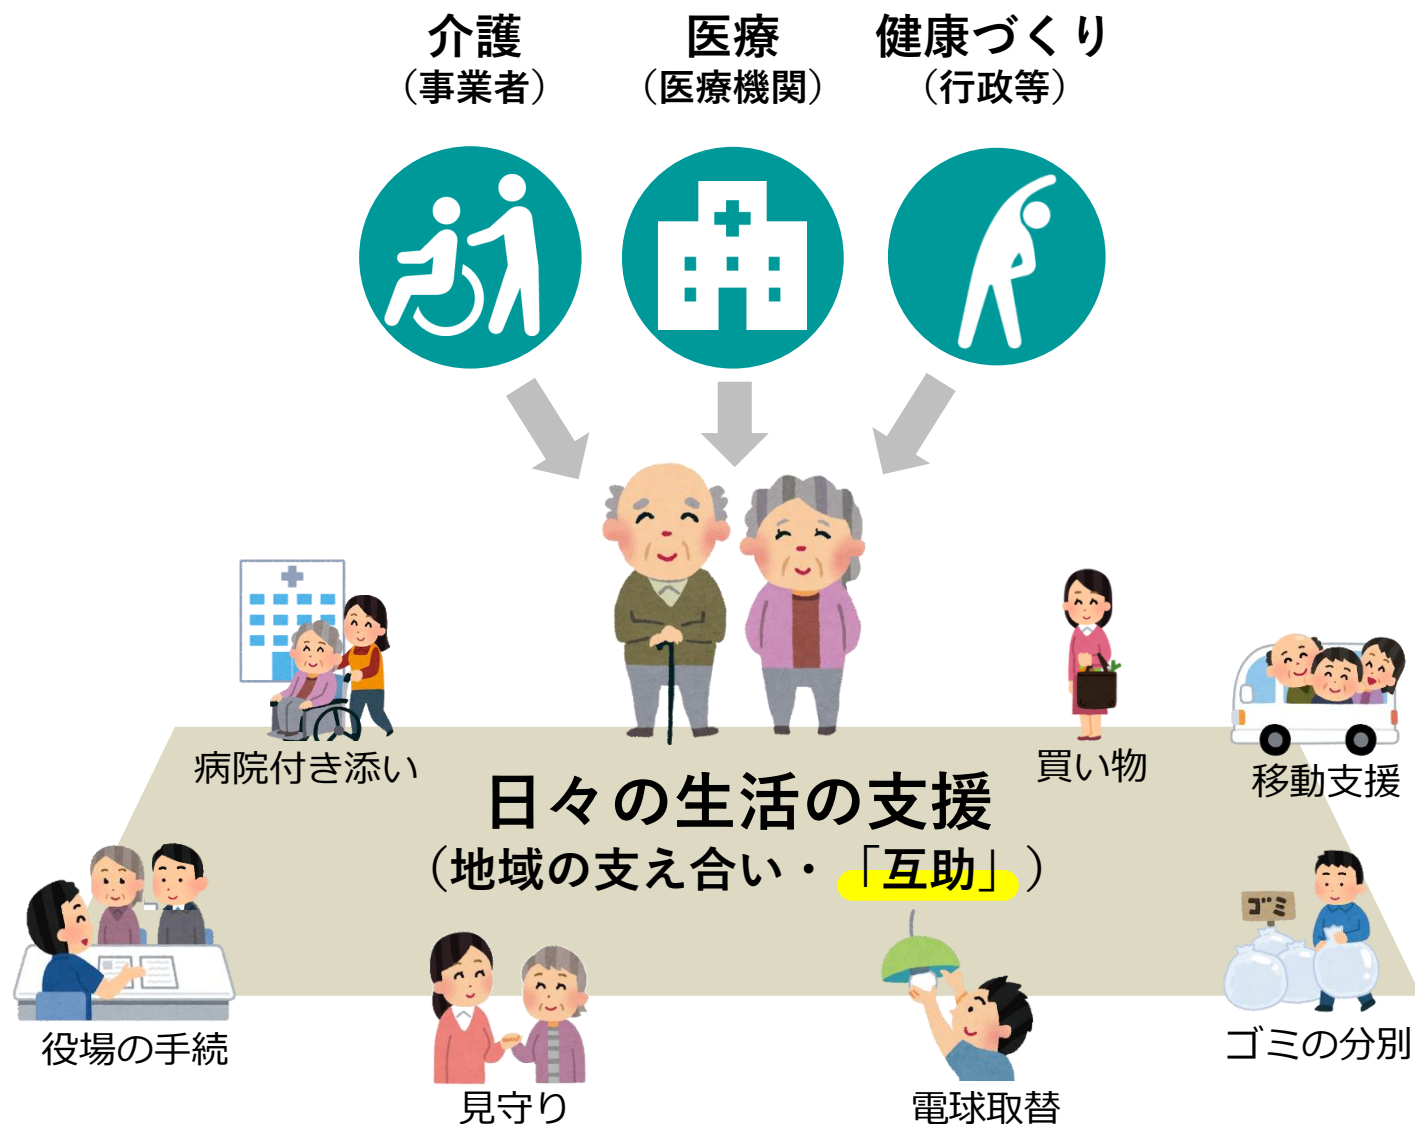 介護
（事業者）
医療
（医療機関）
健康づくり
（行政等）
病院付き添い
買い物
移動支援
日々の生活の支援
（地域の支え合い・「互助」）
ゴミ
役場の手続
見守り
電球取替
ゴミの分別